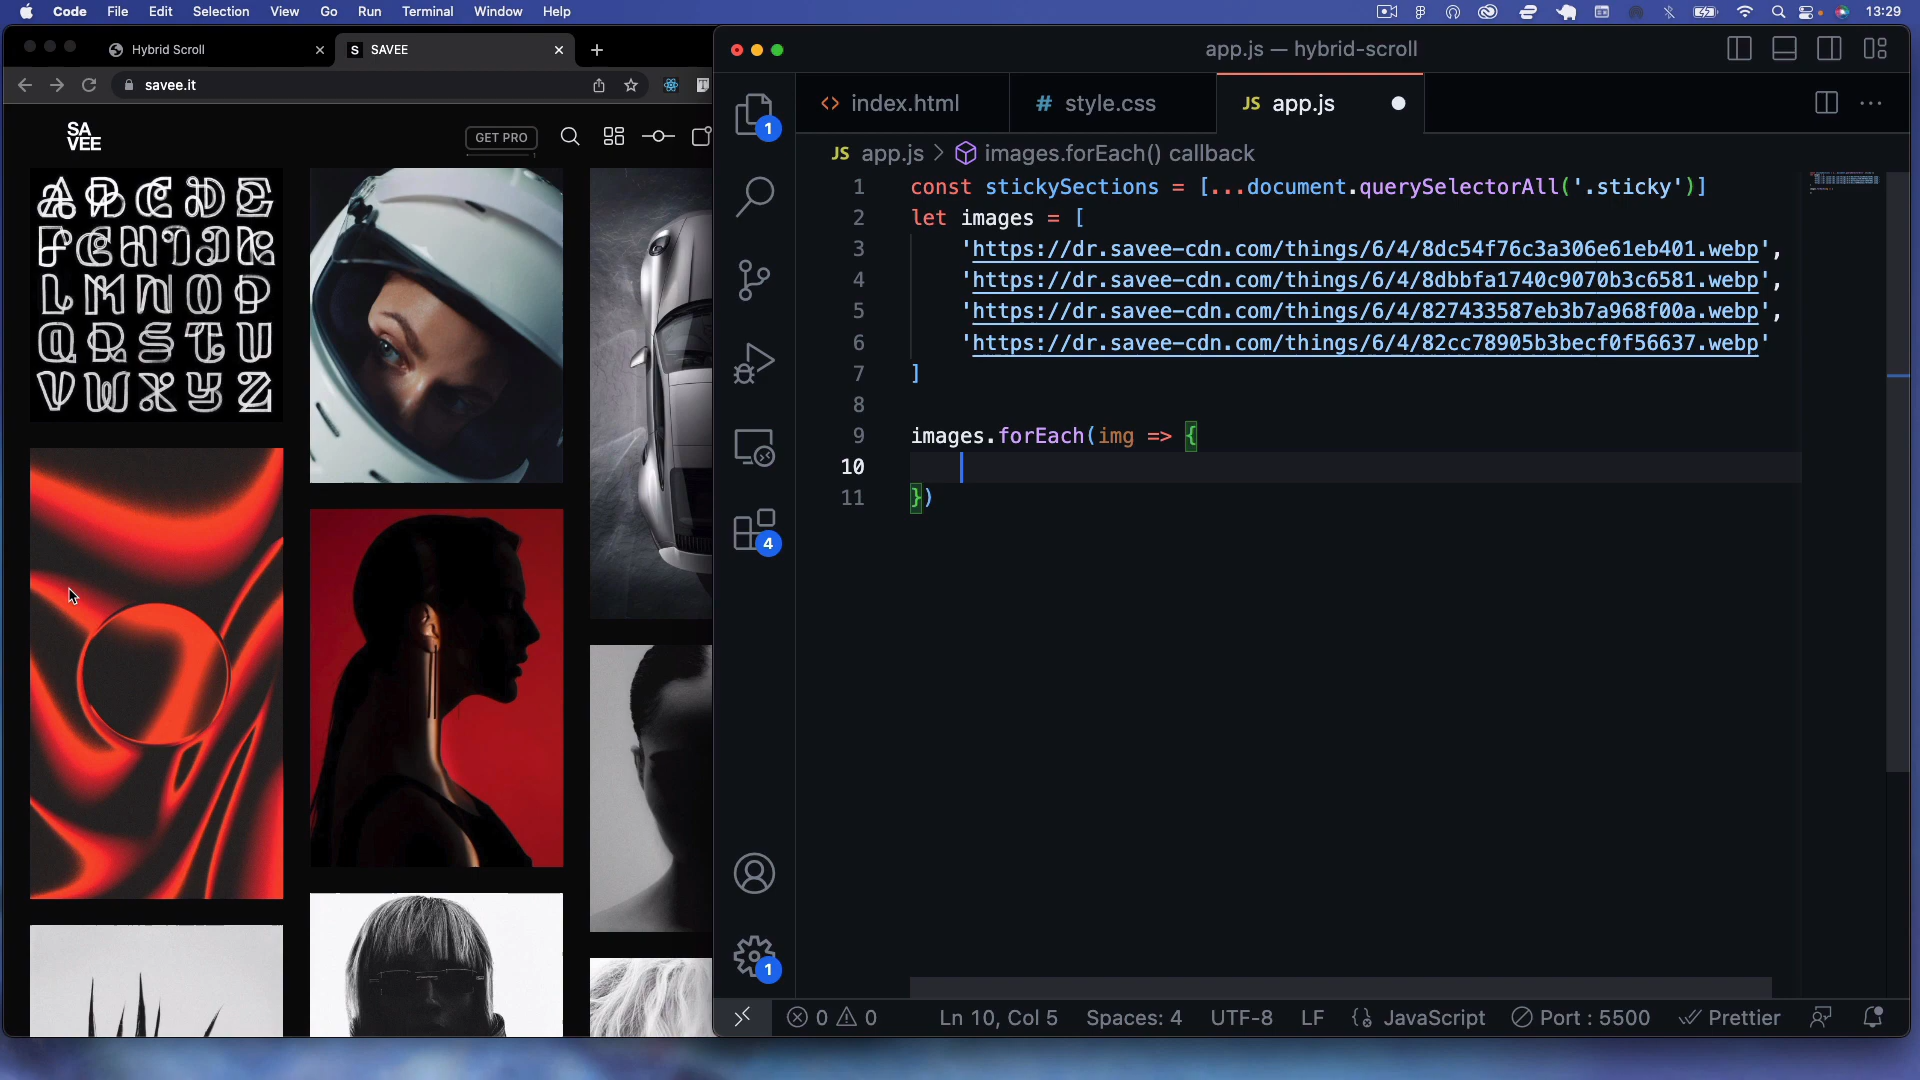 Code File Edit Selection View Go Run Terminal Window Help 13:29
Hybrid Scroll
S SAVEE
savee.it
SA
VEE
GET PRO
1
A B C D E
F G H I J K
L M N O P
Q R S T U
V W X Y Z
app.js — hybrid-scroll
<> index.html
# style.css
JS app.js
JS app.js > images.forEach() callback
1 const stickySections = [...document.querySelectorAll('.sticky')]
2 let images = [
3 'https://dr.savee-cdn.com/things/6/4/8dc54f76c3a306e61eb401.webp',
4 'https://dr.savee-cdn.com/things/6/4/8dbbfa1740c9070b3c6581.webp',
5 'https://dr.savee-cdn.com/things/6/4/827433587eb3b7a968f00a.webp',
6 'https://dr.savee-cdn.com/things/6/4/82cc78905b3becf0f56637.webp'
7 ]
8
9 images.forEach(img => {
10
11 })
1
4
1
0 0 Ln 10, Col 5 Spaces: 4 UTF-8 LF {} JavaScript Port : 5500 Prettier